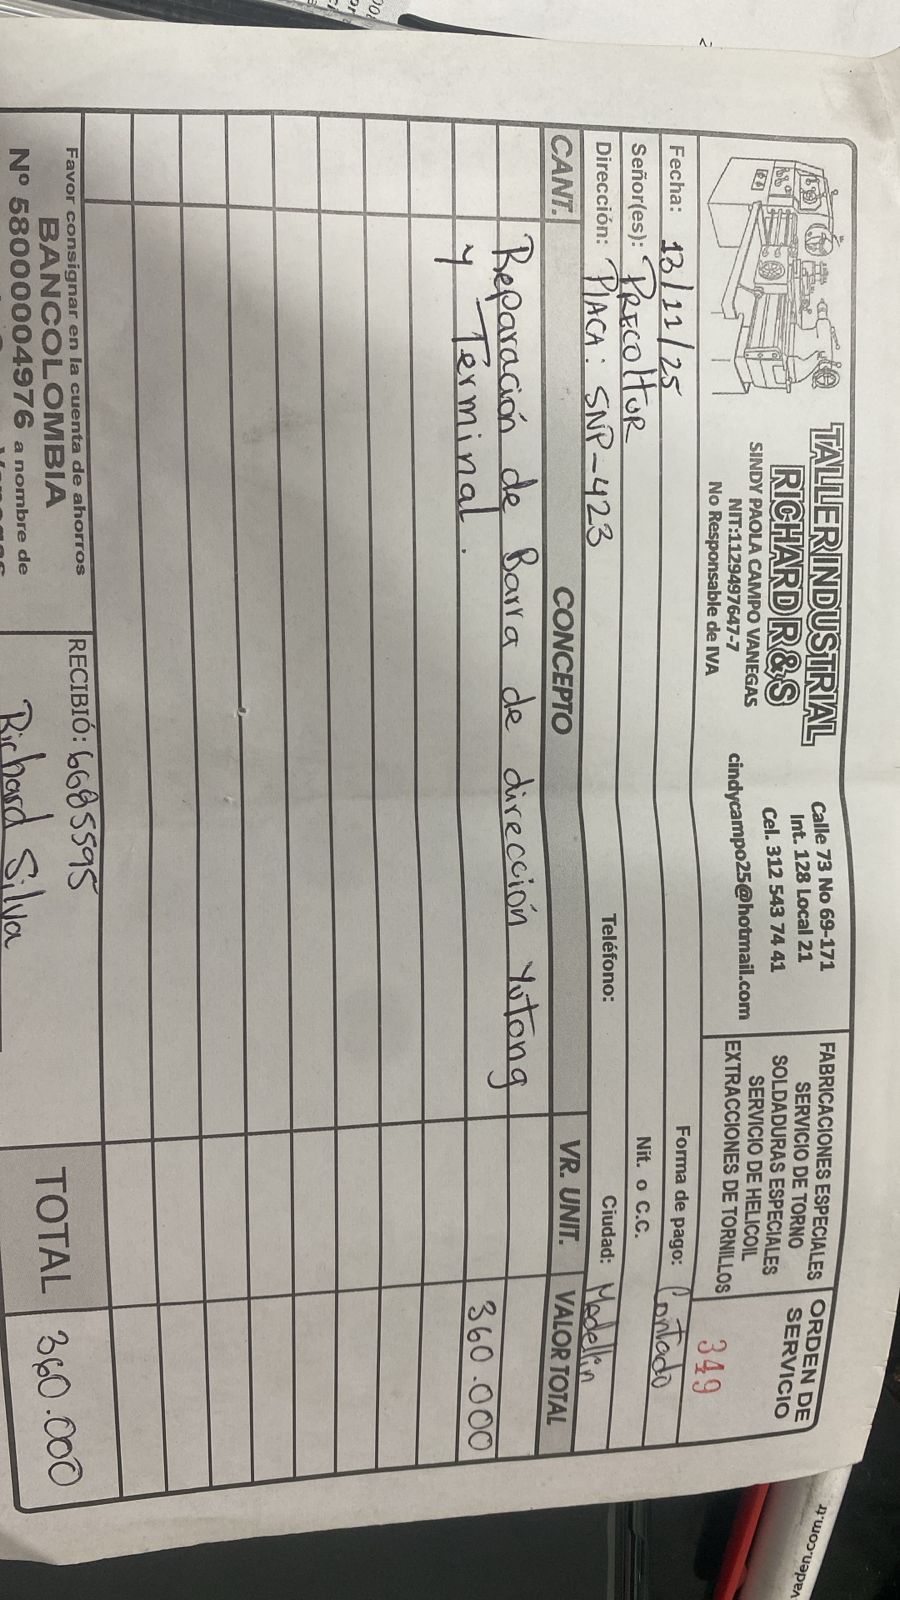 TALLER INDUSTRIAL
RICHARD R&S
SINDY PAOLA CAMPO VANEGAS
NIT:1129497647-7
No Responsable de IVA
Calle 73 No 69-171
Int. 128 Local 21
Cel. 312 543 74 41
cindycampo25@hotmail.com
FABRICACIONES ESPECIALES
SERVICIO DE TORNO
SOLDADURAS ESPECIALES
SERVICIO DE HELICOIL
EXTRACCIONES DE TORNILLOS
ORDEN DE
SERVICIO
349
Fecha: 13/11/25 Forma de pago: Contado
Señor(es): PRECOLTUR Nit. o C.C.
Dirección: PlACA: SNP-423 Teléfono: Ciudad: Medellin
CANT. CONCEPTO VR. UNIT. VALOR TOTAL
Reparación de Barra de dirección Yutong
y Terminal. 360.000
Favor consignar en la cuenta de ahorros
BANCOLOMBIA
Nº 5800004976 a nombre de
RECIBIÓ: 6685595
Richard Silva
TOTAL 360.000
vaden.com.tr